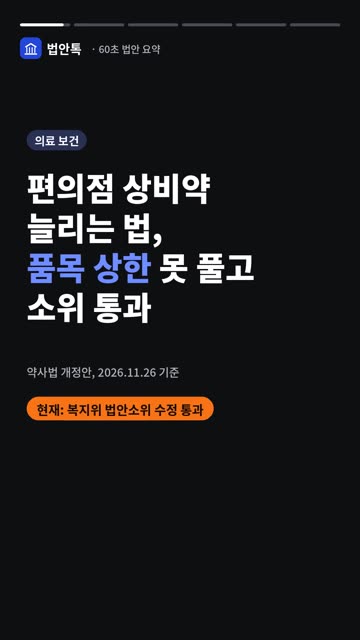 법안톡 · 60초 법안 요약
의료 보건
편의점 상비약
늘리는 법,
품목 상한 못 풀고
소위 통과
약사법 개정안, 2026.11.26 기준
현재: 복지위 법안소위 수정 통과